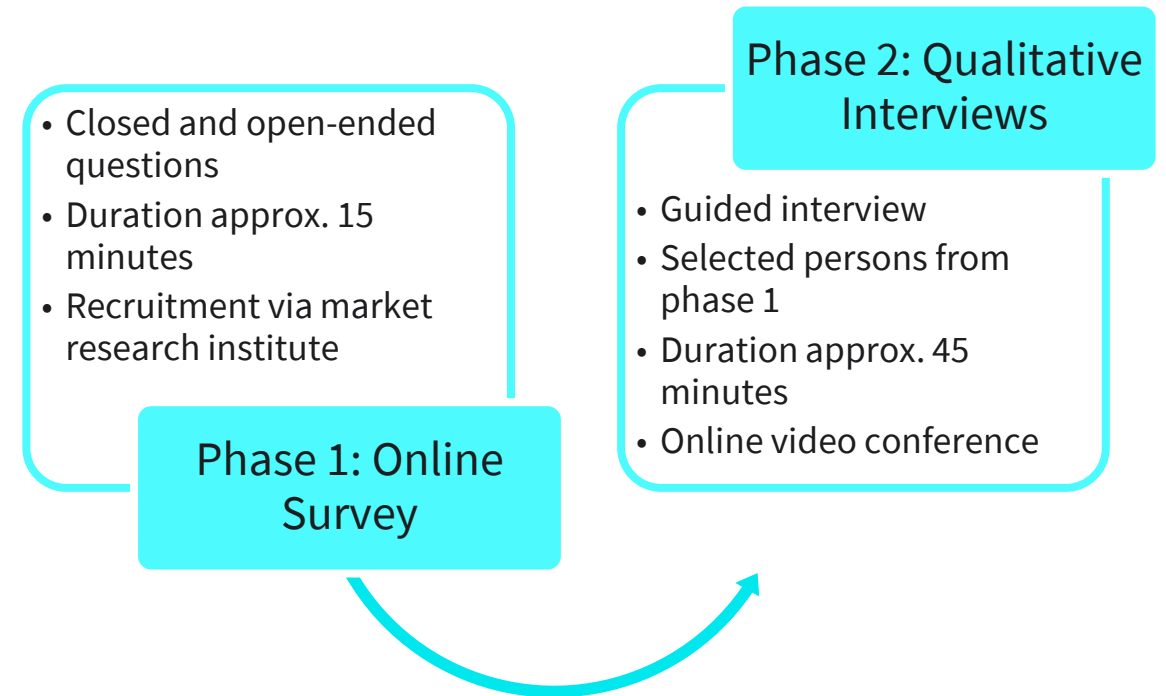 • Closed and open-ended
questions
• Duration approx. 15
minutes
• Recruitment via market
research institute
Phase 1: Online
Survey
Phase 2: Qualitative
Interviews
• Guided interview
• Selected persons from
phase 1
• Duration approx. 45
minutes
• Online video conference